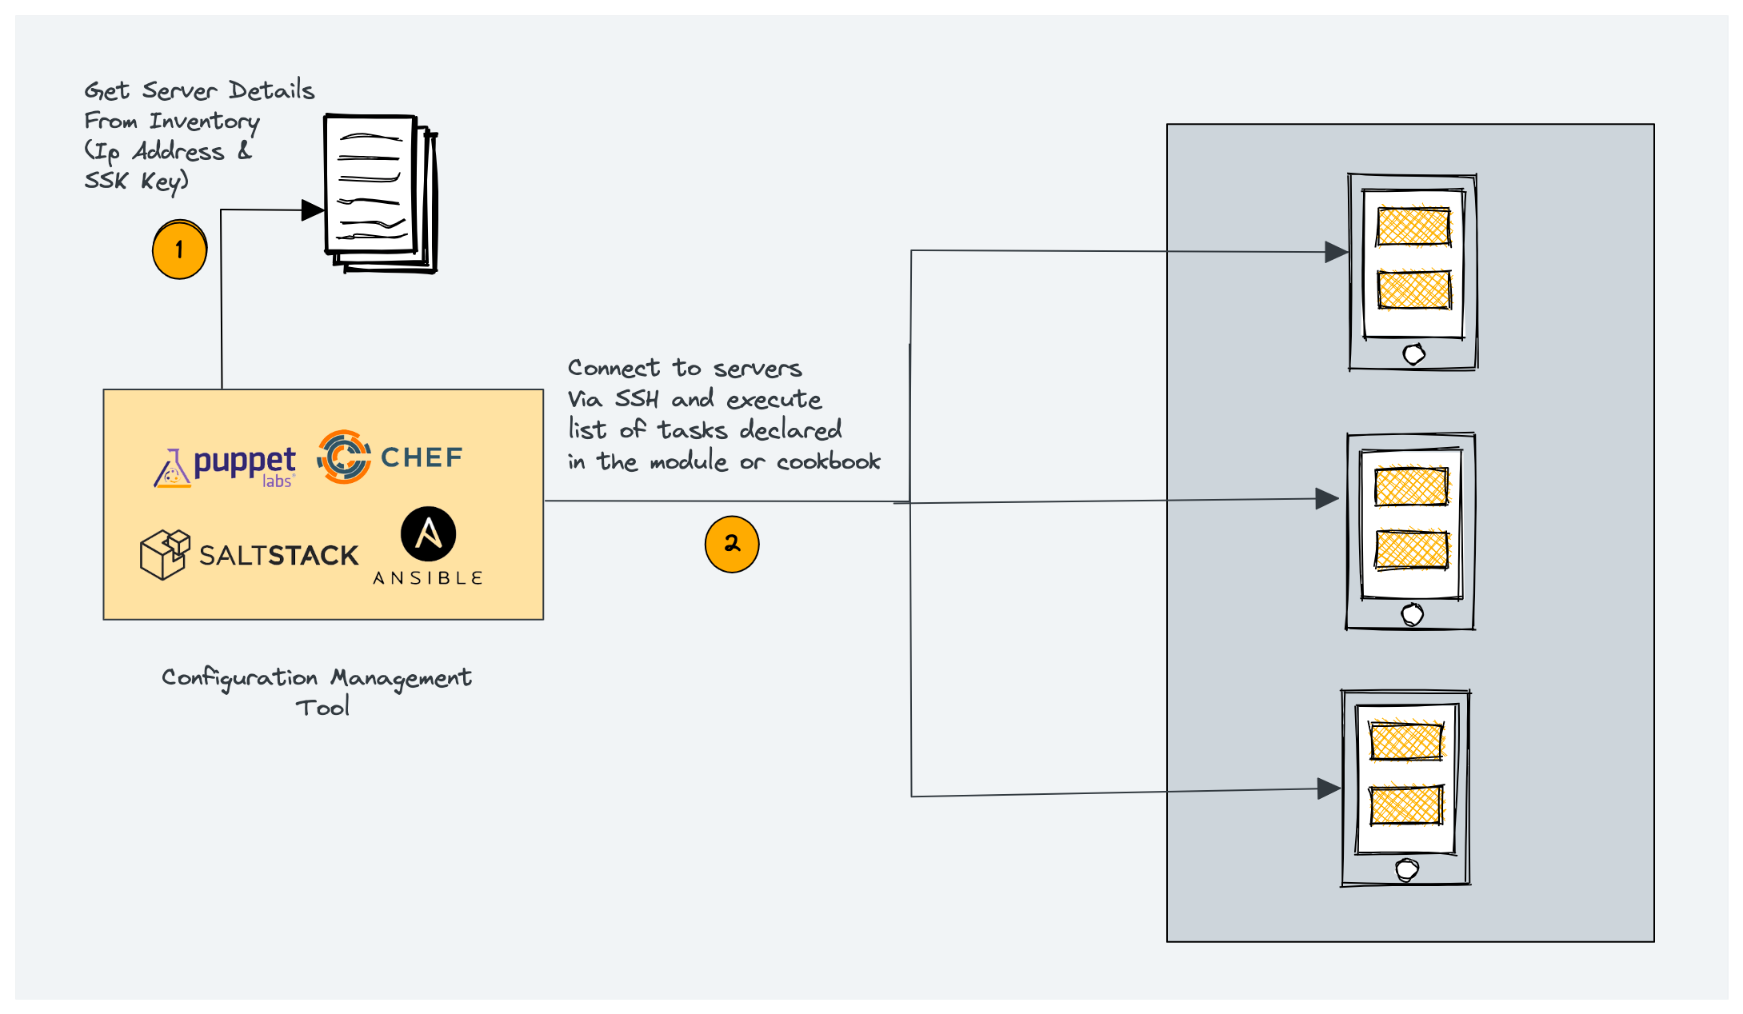 Get Server Details
From Inventory
(Ip Address &
SSK Key)
1
puppet
labs
CHEF
SALTSTACK
ANSIBLE
Configuration Management
Tool
Connect to servers
Via SSH and execute
list of tasks declared
in the module or cookbook
2